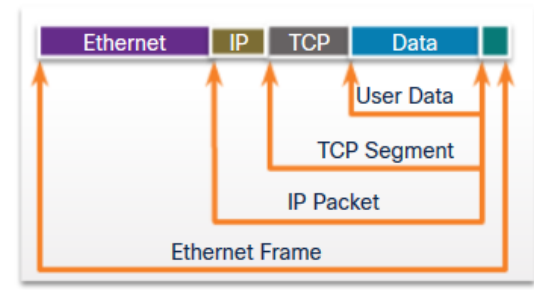 Ethernet IP TCP Data
User Data
TCP Segment
IP Packet
Ethernet Frame